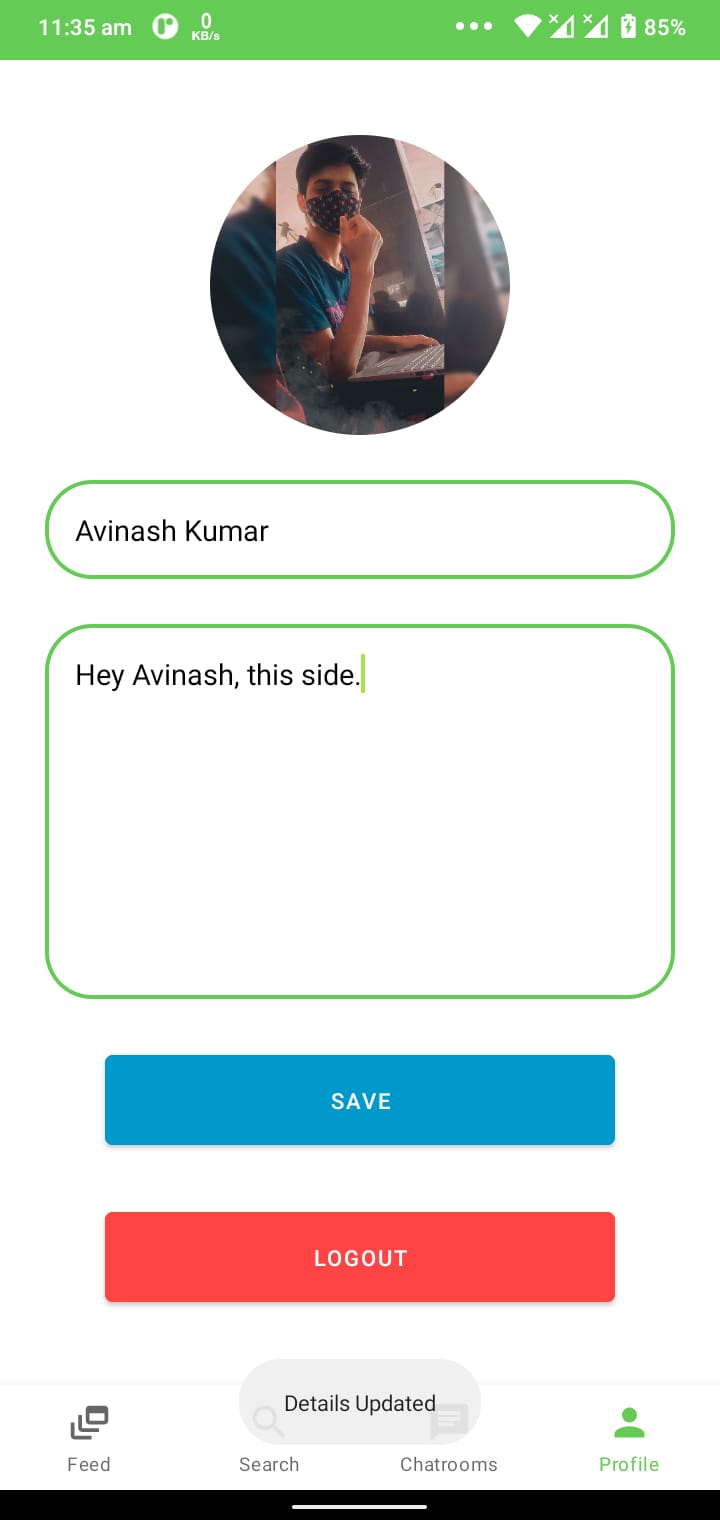 11:35 am 0 KB/s 85%
Avinash Kumar
Hey Avinash, this side.
SAVE
LOGOUT
Details Updated
Feed Search Chatrooms Profile